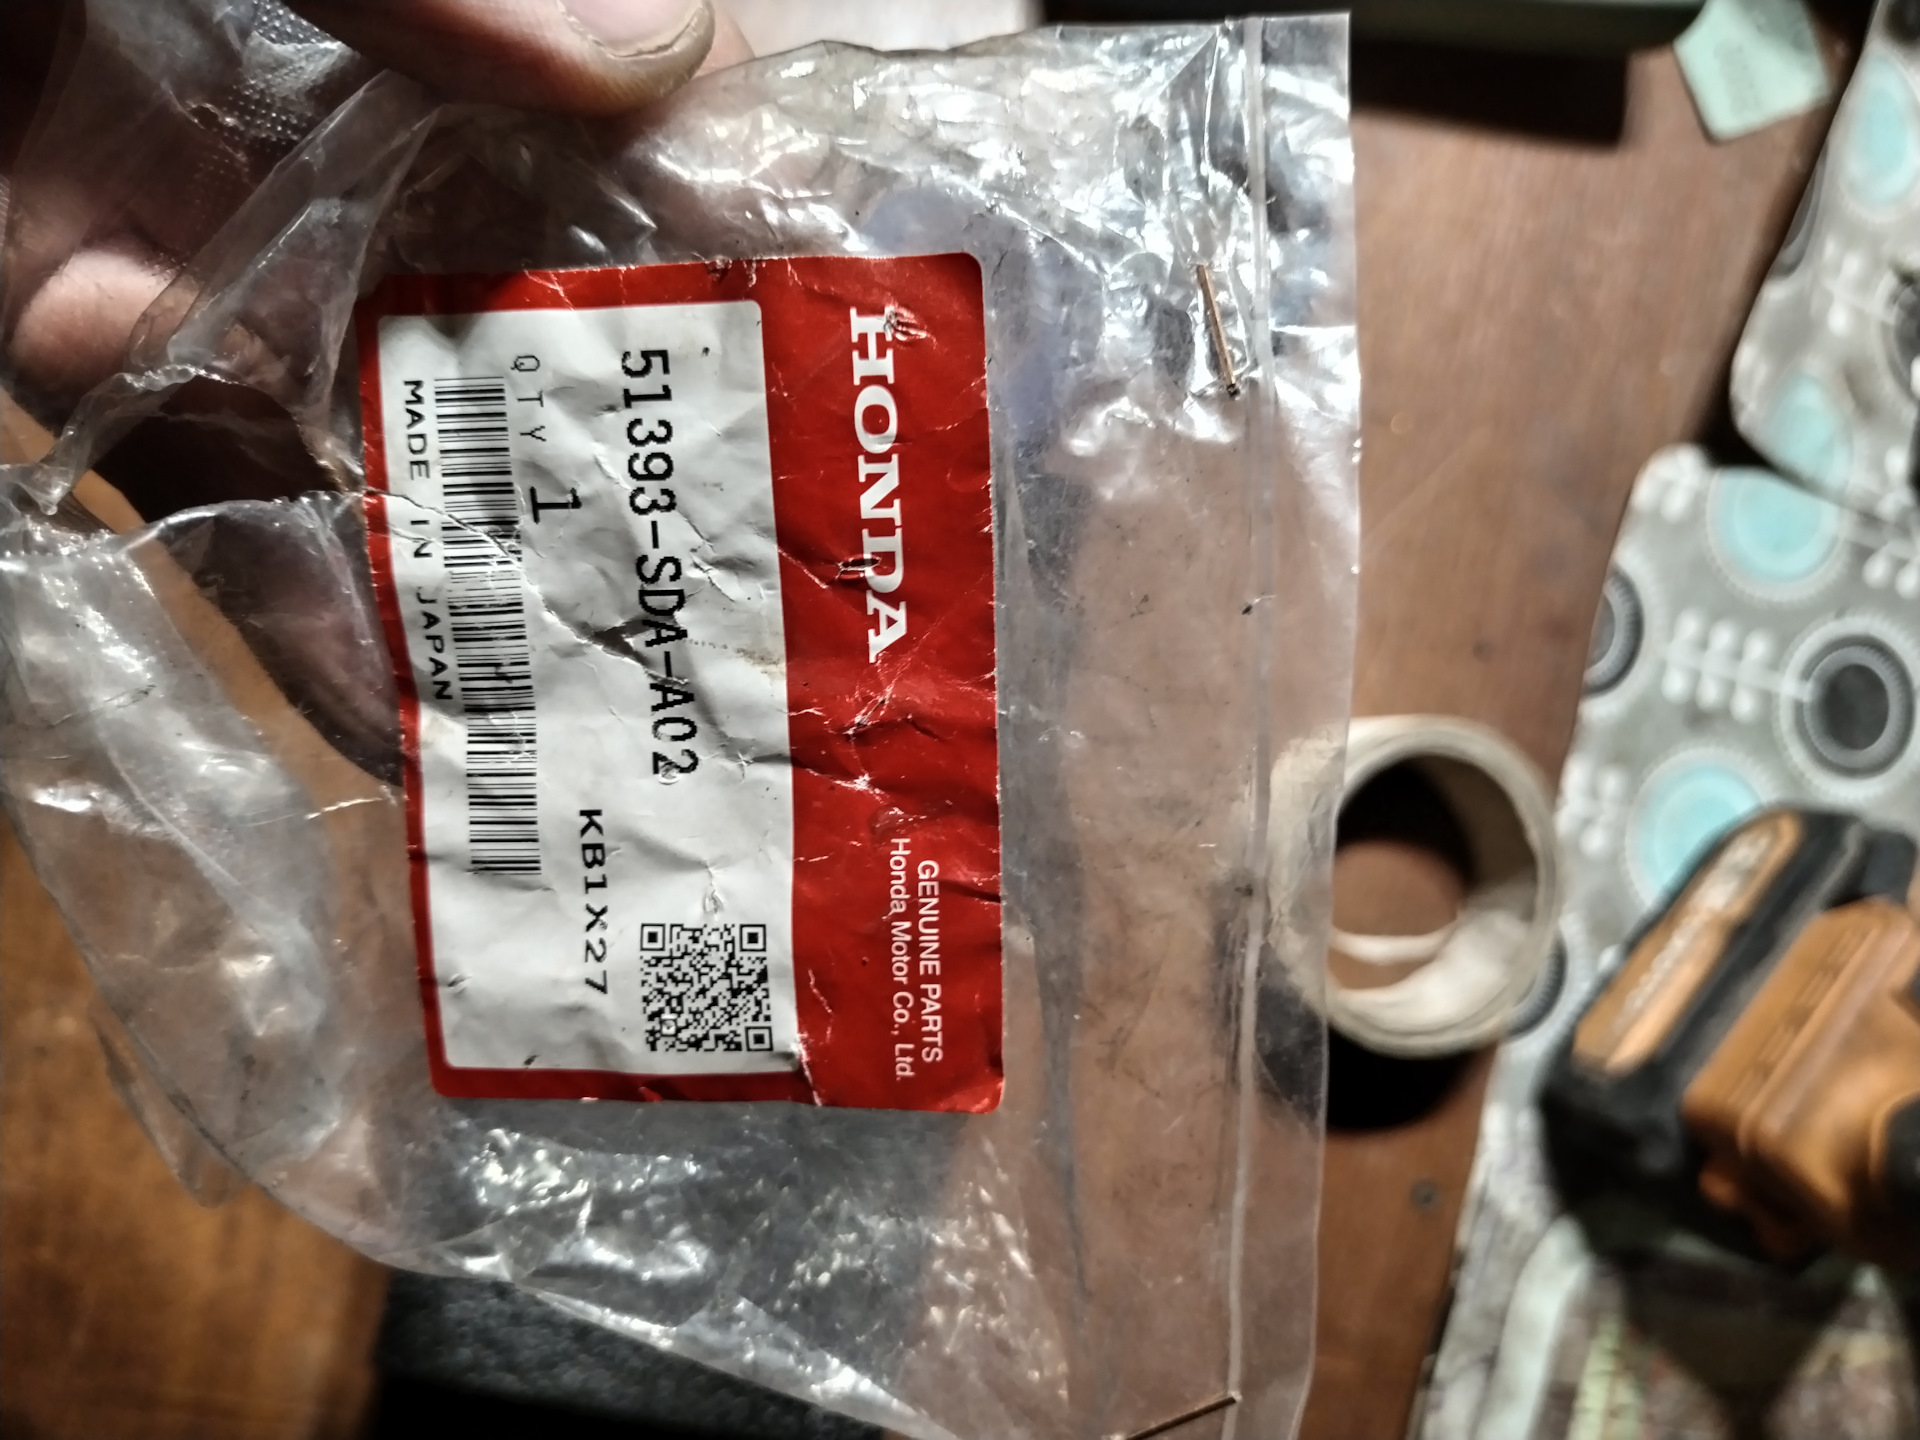 HONDA
GENUINE PARTS
Honda Motor Co., Ltd.
51393-SDA-A02
QTY 1
KB1X27
MADE IN JAPAN